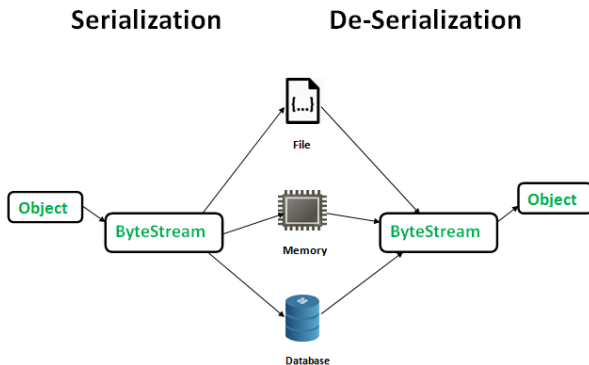 Serialization
De-Serialization
{...}
File
Object
ByteStream
Memory
ByteStream
Object
Database